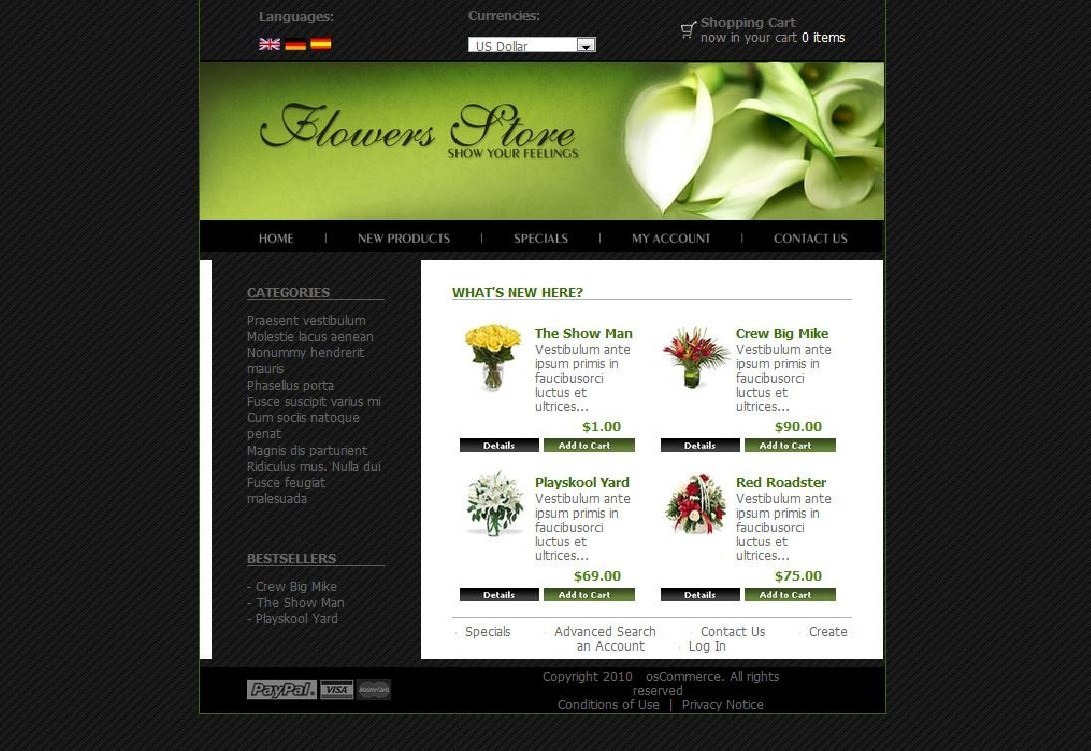 Languages:
Currencies:
US Dollar
Shopping Cart
now in your cart 0 items
Flowers Store
SHOW YOUR FEELINGS
HOME | NEW PRODUCTS | SPECIALS | MY ACCOUNT | CONTACT US
CATEGORIES
Praesent vestibulum
Molestie lacus aenean
Nonummy hendrerit
mauris
Phasellus porta
Fusce suscipit varius mi
Cum sociis natoque
penat
Magnis dis parturient
Ridiculus mus. Nulla dui
Fusce feugiat
malesuada
BESTSELLERS
- Crew Big Mike
- The Show Man
- Playskool Yard
WHAT'S NEW HERE?
The Show Man
Vestibulum ante
ipsum primis in
faucibusorci
luctus et
ultrices...
$1.00
Details
Add to Cart
Crew Big Mike
Vestibulum ante
ipsum primis in
faucibusorci
luctus et
ultrices...
$90.00
Details
Add to Cart
Playskool Yard
Vestibulum ante
ipsum primis in
faucibusorci
luctus et
ultrices...
$69.00
Details
Add to Cart
Red Roadster
Vestibulum ante
ipsum primis in
faucibusorci
luctus et
ultrices...
$75.00
Details
Add to Cart
Specials Advanced Search Contact Us Create
an Account Log In
PayPal VISA MasterCard
Copyright 2010 osCommerce. All rights
reserved
Conditions of Use | Privacy Notice